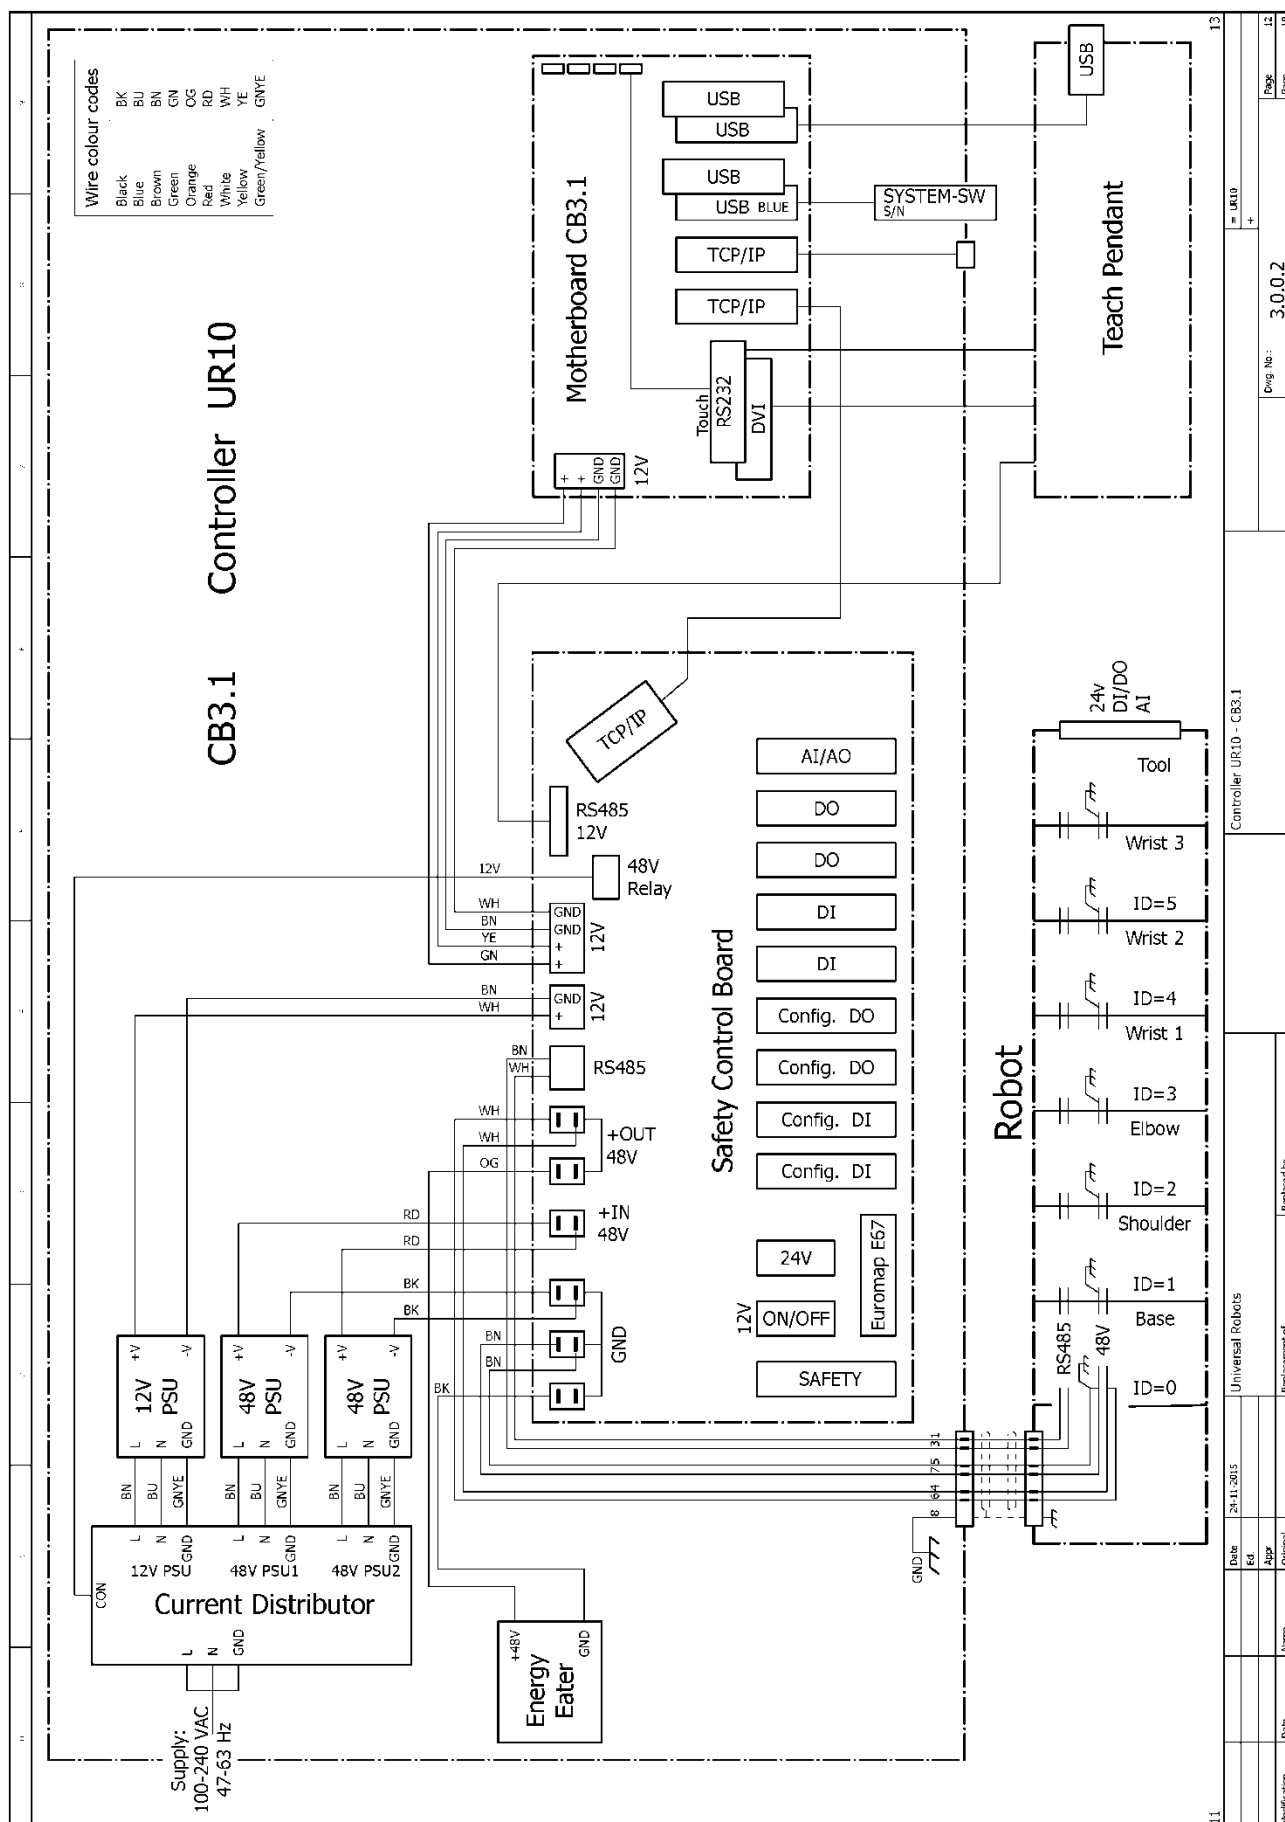 CB3.1 Controller UR10
Wire colour codes
Black BK
Blue BU
Brown BN
Green GN
Orange OG
Red RD
White WH
Yellow YE
Green/Yellow GNYE
Supply:
100-240 VAC
47-63 Hz
L
N
GND
CON
Current Distributor
12V PSU
L
N
GND
48V PSU1
L
N
GND
48V PSU2
L
N
GND
BN
BU
GNYE
BN
BU
GNYE
BN
BU
GNYE
L
N
GND
12V
PSU
+V
-V
L
N
GND
48V
PSU
+V
-V
L
N
GND
48V
PSU
+V
-V
Energy
Eater
+48V
GND
12V
WH
BN
YE
GN
BN
WH
BN
WH
WH
WH
OG
RD
RD
BK
BK
BN
BN
BK
Safety Control Board
TCP/IP
RS485
12V
48V
Relay
GND
GND
+
+
12V
GND
+
12V
RS485
+OUT
48V
+IN
48V
GND
AI/AO
DO
DO
DI
DI
Config. DO
Config. DO
Config. DI
Config. DI
24V
12V
ON/OFF
Euromap E67
SAFETY
Motherboard CB3.1
USB
USB
USB
USB BLUE
TCP/IP
TCP/IP
Touch
RS232
DVI
+
+
GND
GND
12V
SYSTEM-SW
S/N
Teach Pendant
USB
Robot
24v
DI/DO
AI
Tool
Wrist 3
ID=5
Wrist 2
ID=4
Wrist 1
ID=3
Elbow
ID=2
Shoulder
ID=1
Base
ID=0
RS485
48V
31
75
64
8
GND
11
13
Date
24-11-2015
Ed.
Appr
Universal Robots
Controller UR10 - CB3.1
= UR10
+
Dwg. No.:
3.0.0.2
Page
12